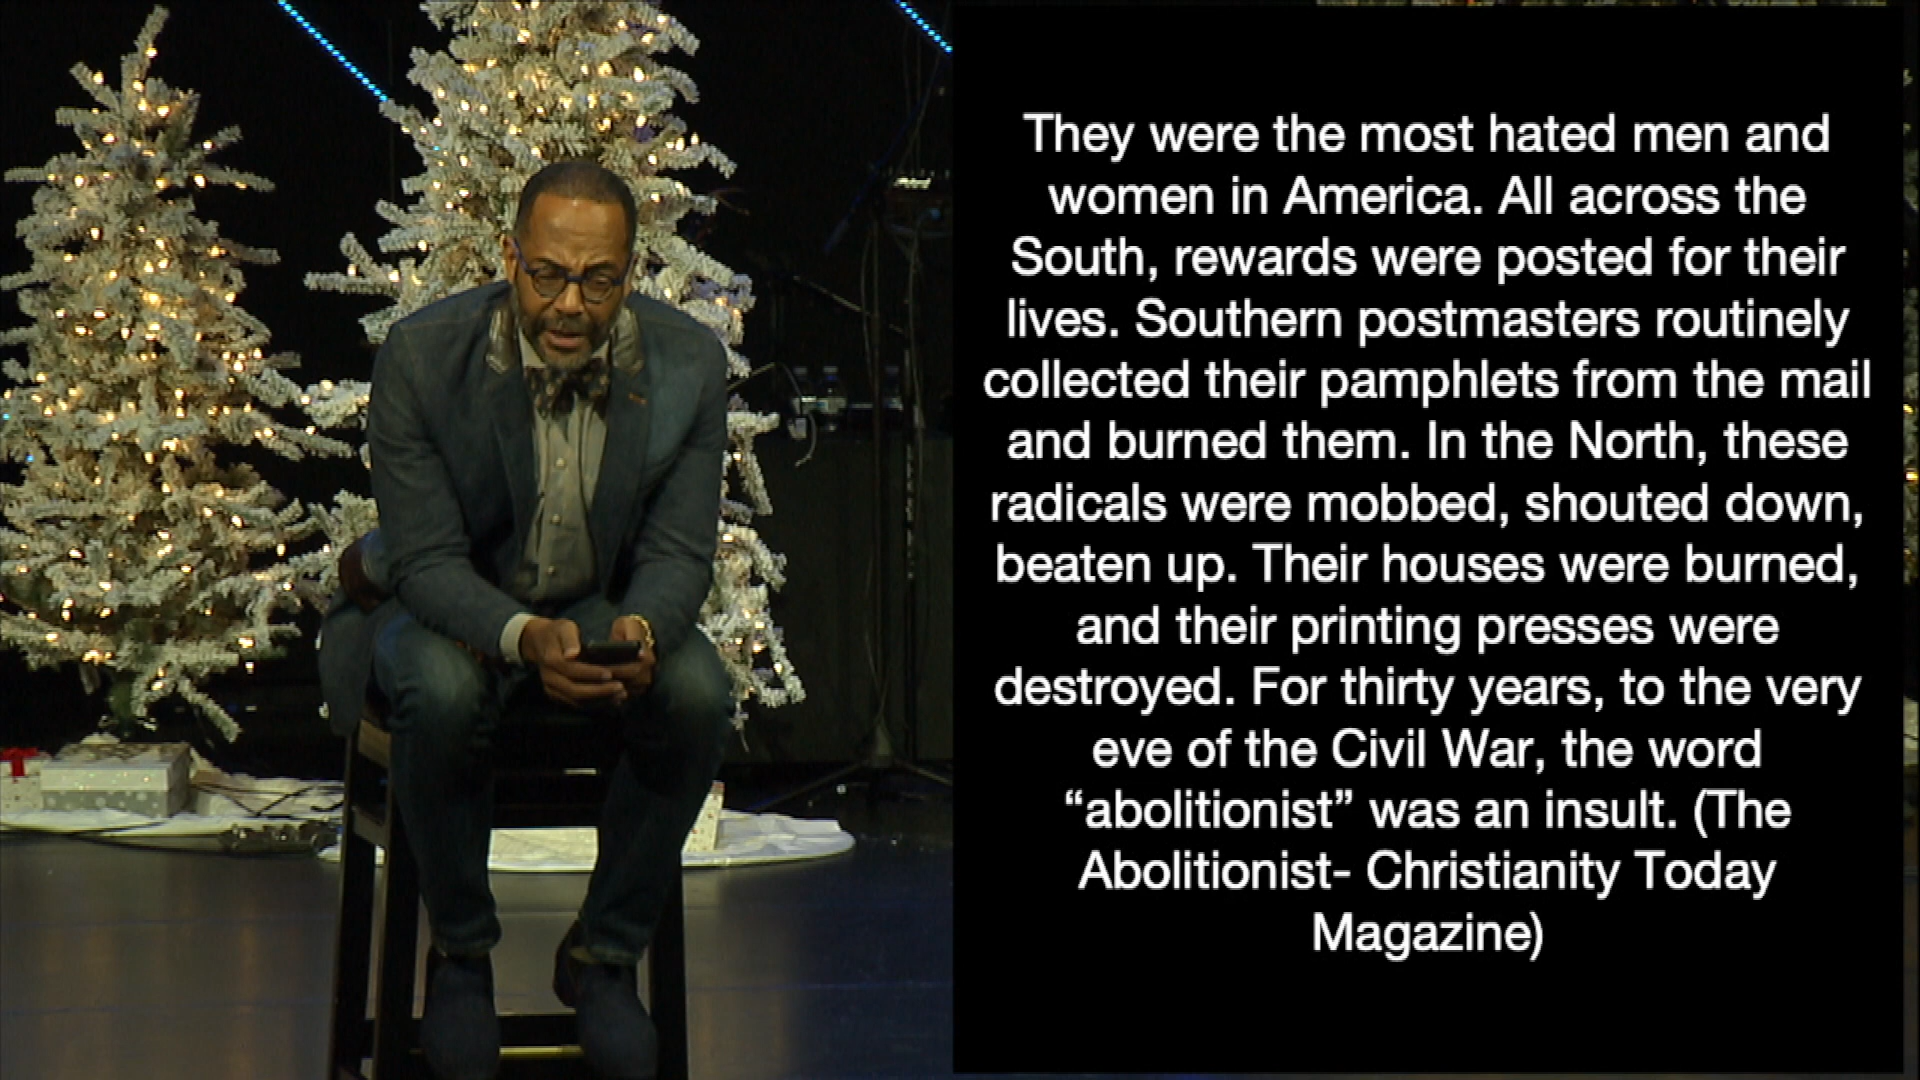 They were the most hated men and
women in America. All across the
South, rewards were posted for their
lives. Southern postmasters routinely
collected their pamphlets from the mail
and burned them. In the North, these
radicals were mobbed, shouted down,
beaten up. Their houses were burned,
and their printing presses were
destroyed. For thirty years, to the very
eve of the Civil War, the word
“abolitionist” was an insult. (The
Abolitionist- Christianity Today
Magazine)